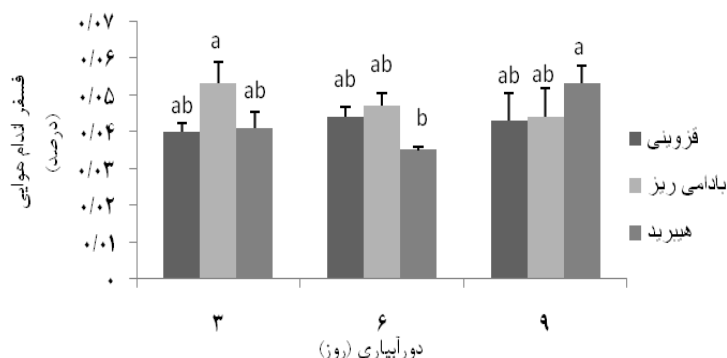 فسفر اندام هوایی
(درصد)
۰/۰۷
۰/۰۶
۰/۰۵
۰/۰۴
۰/۰۳
۰/۰۲
۰/۰۱
۰
ab a ab
ab ab b
ab ab a
۳ ۶ ۹
دورآبیاری (روز)
قزوینی
بادامی ریز
هیبرید